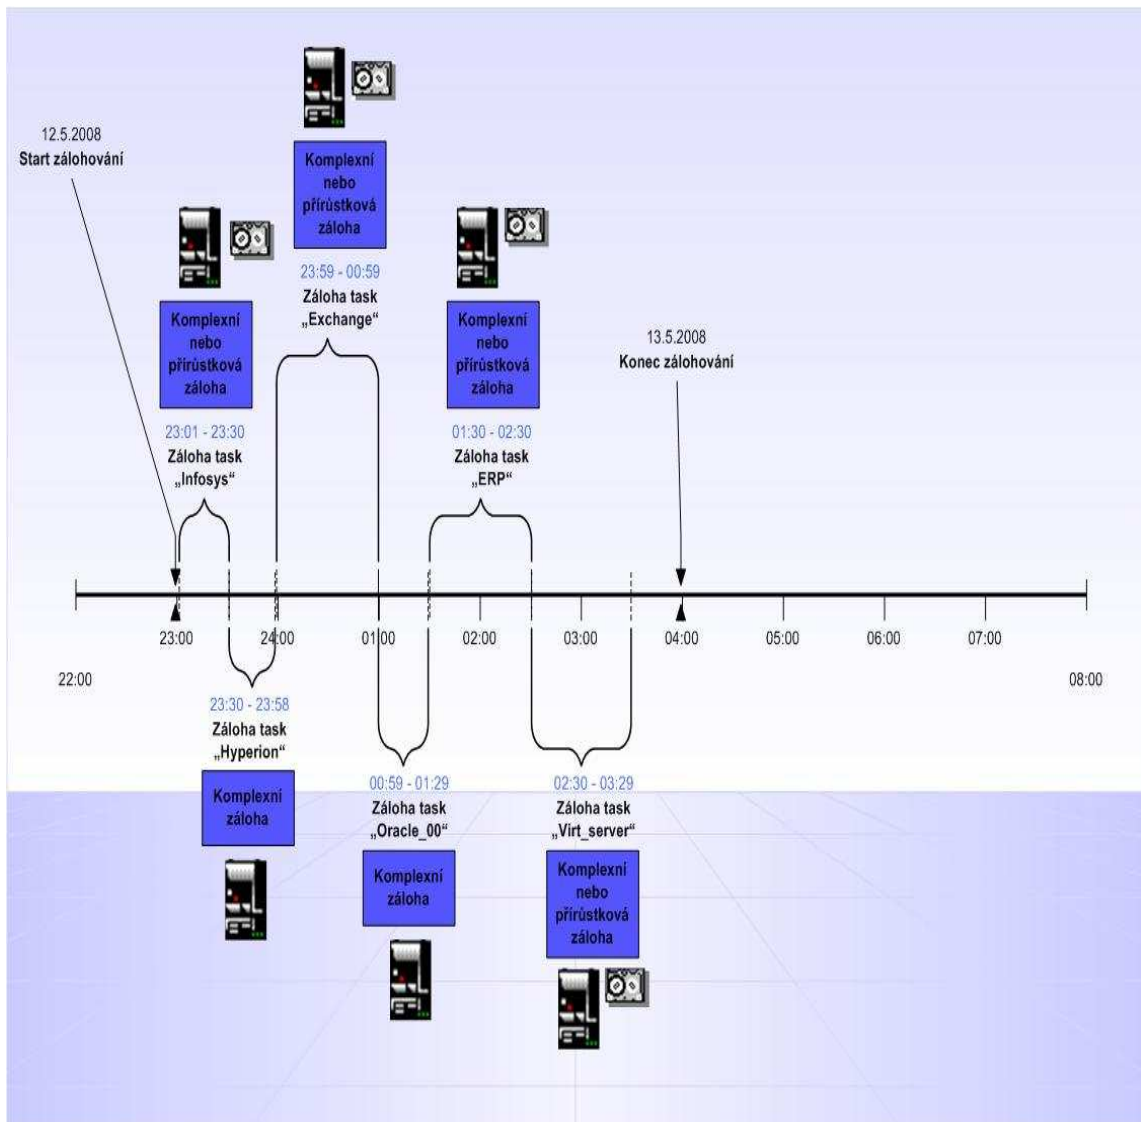 12.5.2008
Start zálohování
Komplexní
nebo
přírůstková
záloha
23:59 - 00:59
Záloha task
„Exchange“
Komplexní
nebo
přírůstková
záloha
23:01 - 23:30
Záloha task
„Infosys“
Komplexní
nebo
přírůstková
záloha
01:30 - 02:30
Záloha task
„ERP“
13.5.2008
Konec zálohování
23:00
24:00
01:00
02:00
03:00
04:00
05:00
06:00
07:00
22:00
08:00
23:30 - 23:58
Záloha task
„Hyperion“
Komplexní
záloha
00:59 - 01:29
Záloha task
„Oracle_00“
Komplexní
záloha
02:30 - 03:29
Záloha task
„Virt_server“
Komplexní
nebo
přírůstková
záloha